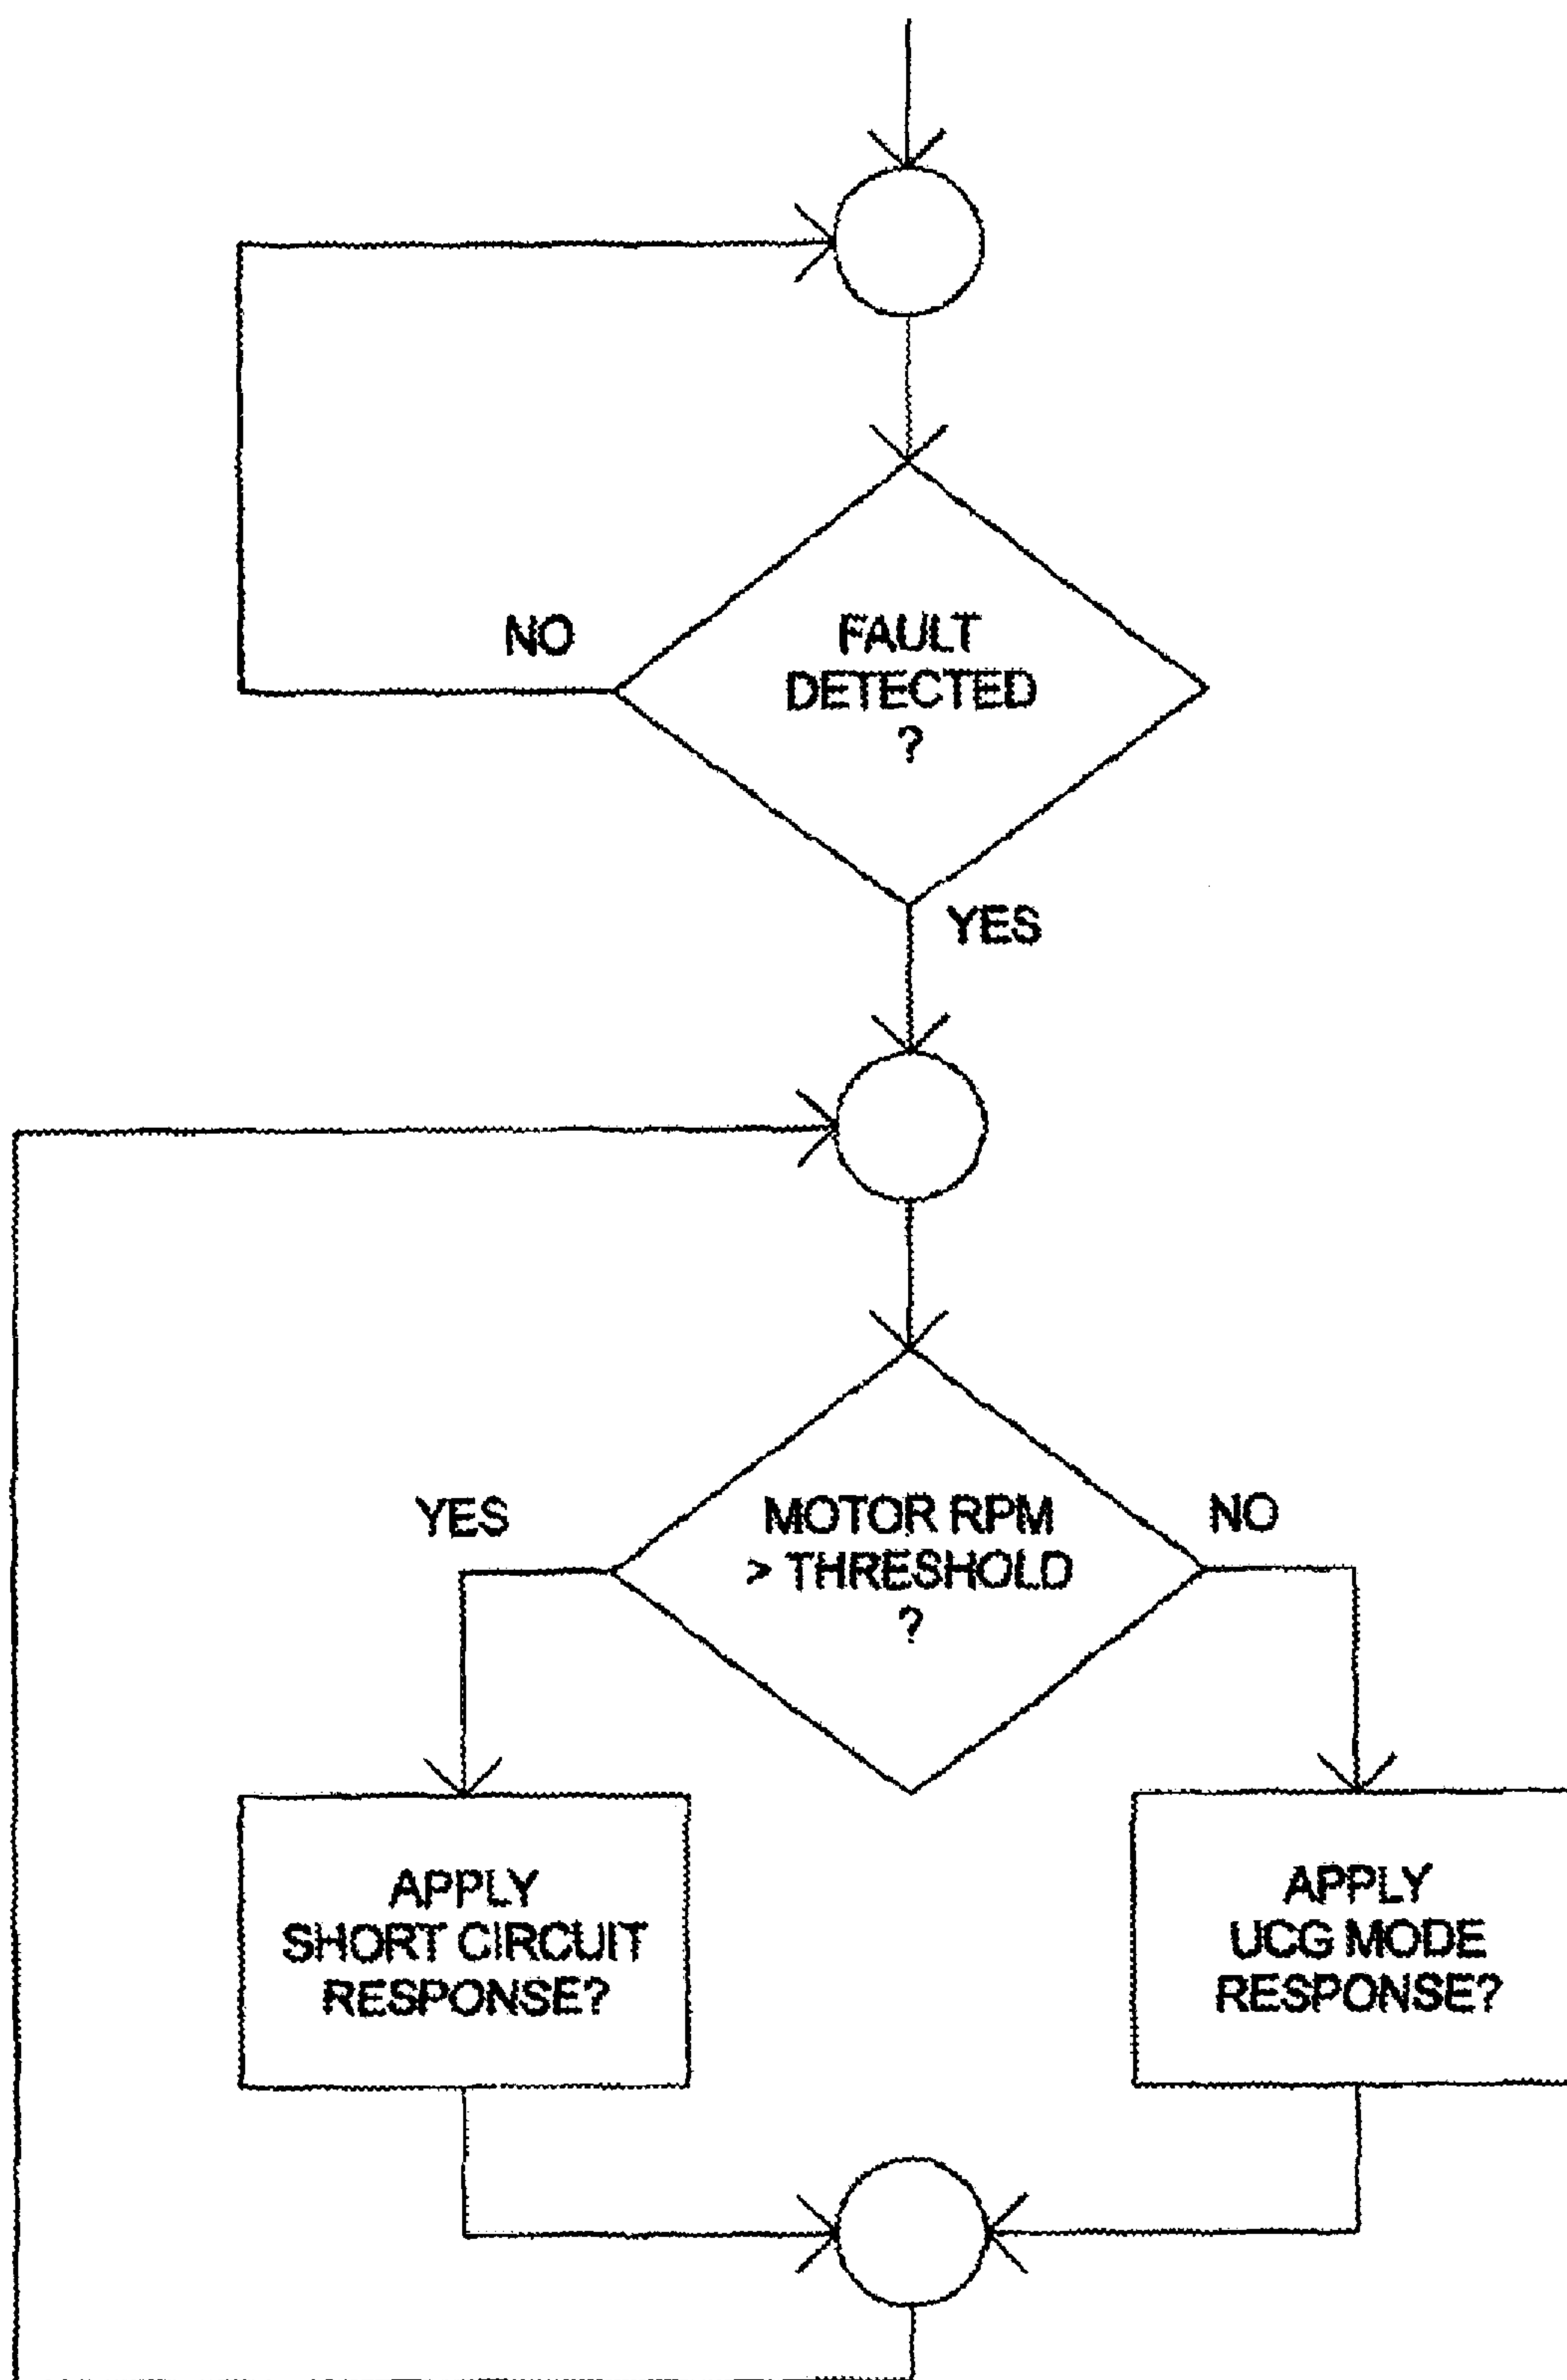 NO
FAULT
DETECTED
?
YES
YES
MOTOR RPM
> THRESHOLD
?
NO
APPLY
SHORT CIRCUIT
RESPONSE?
APPLY
UCG MODE
RESPONSE?